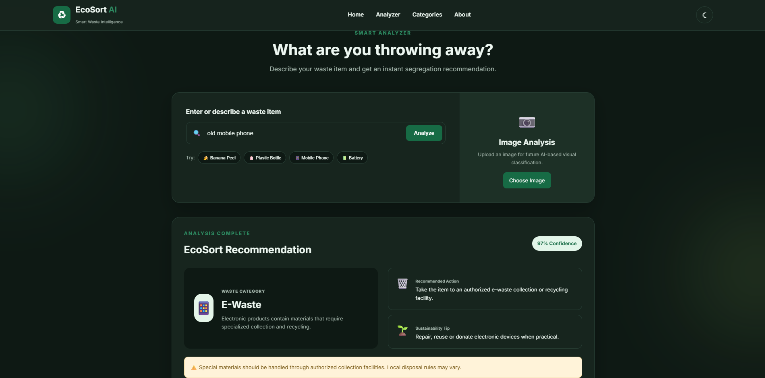 EcoSort AI
Smart Waste Intelligence
Home
Analyzer
Categories
About
SMART ANALYZER
What are you throwing away?
Describe your waste item and get an instant segregation recommendation.
Enter or describe a waste item
old mobile phone
Analyze
Try:
Banana Peel
Plastic Bottle
Mobile Phone
Battery
Image Analysis
Upload an image for future AI-based visual
classification.
Choose Image
ANALYSIS COMPLETE
EcoSort Recommendation
97% Confidence
WASTE CATEGORY
E-Waste
Electronic products contain materials that require
specialized collection and recycling.
Recommended Action
Take the item to an authorized e-waste collection or recycling
facility.
Sustainability Tip
Repair, reuse or donate electronic devices when practical.
Special materials should be handled through authorized collection facilities. Local disposal rules may vary.